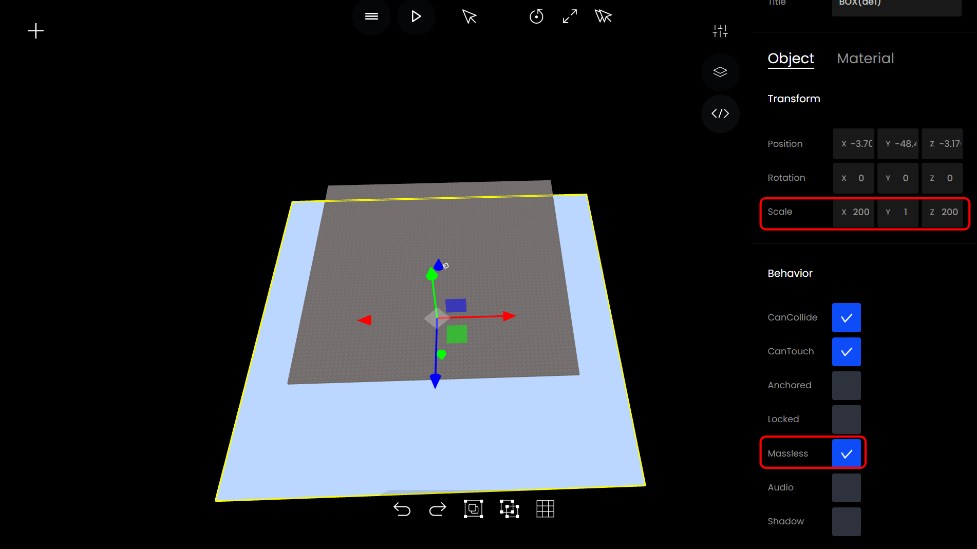 Title BOX(def)
Object Material
Transform
Position X -3.70 Y -48.4 Z -3.17
Rotation X 0 Y 0 Z 0
Scale X 200 Y 1 Z 200
Behavior
CanCollide
CanTouch
Anchored
Locked
Massless
Audio
Shadow